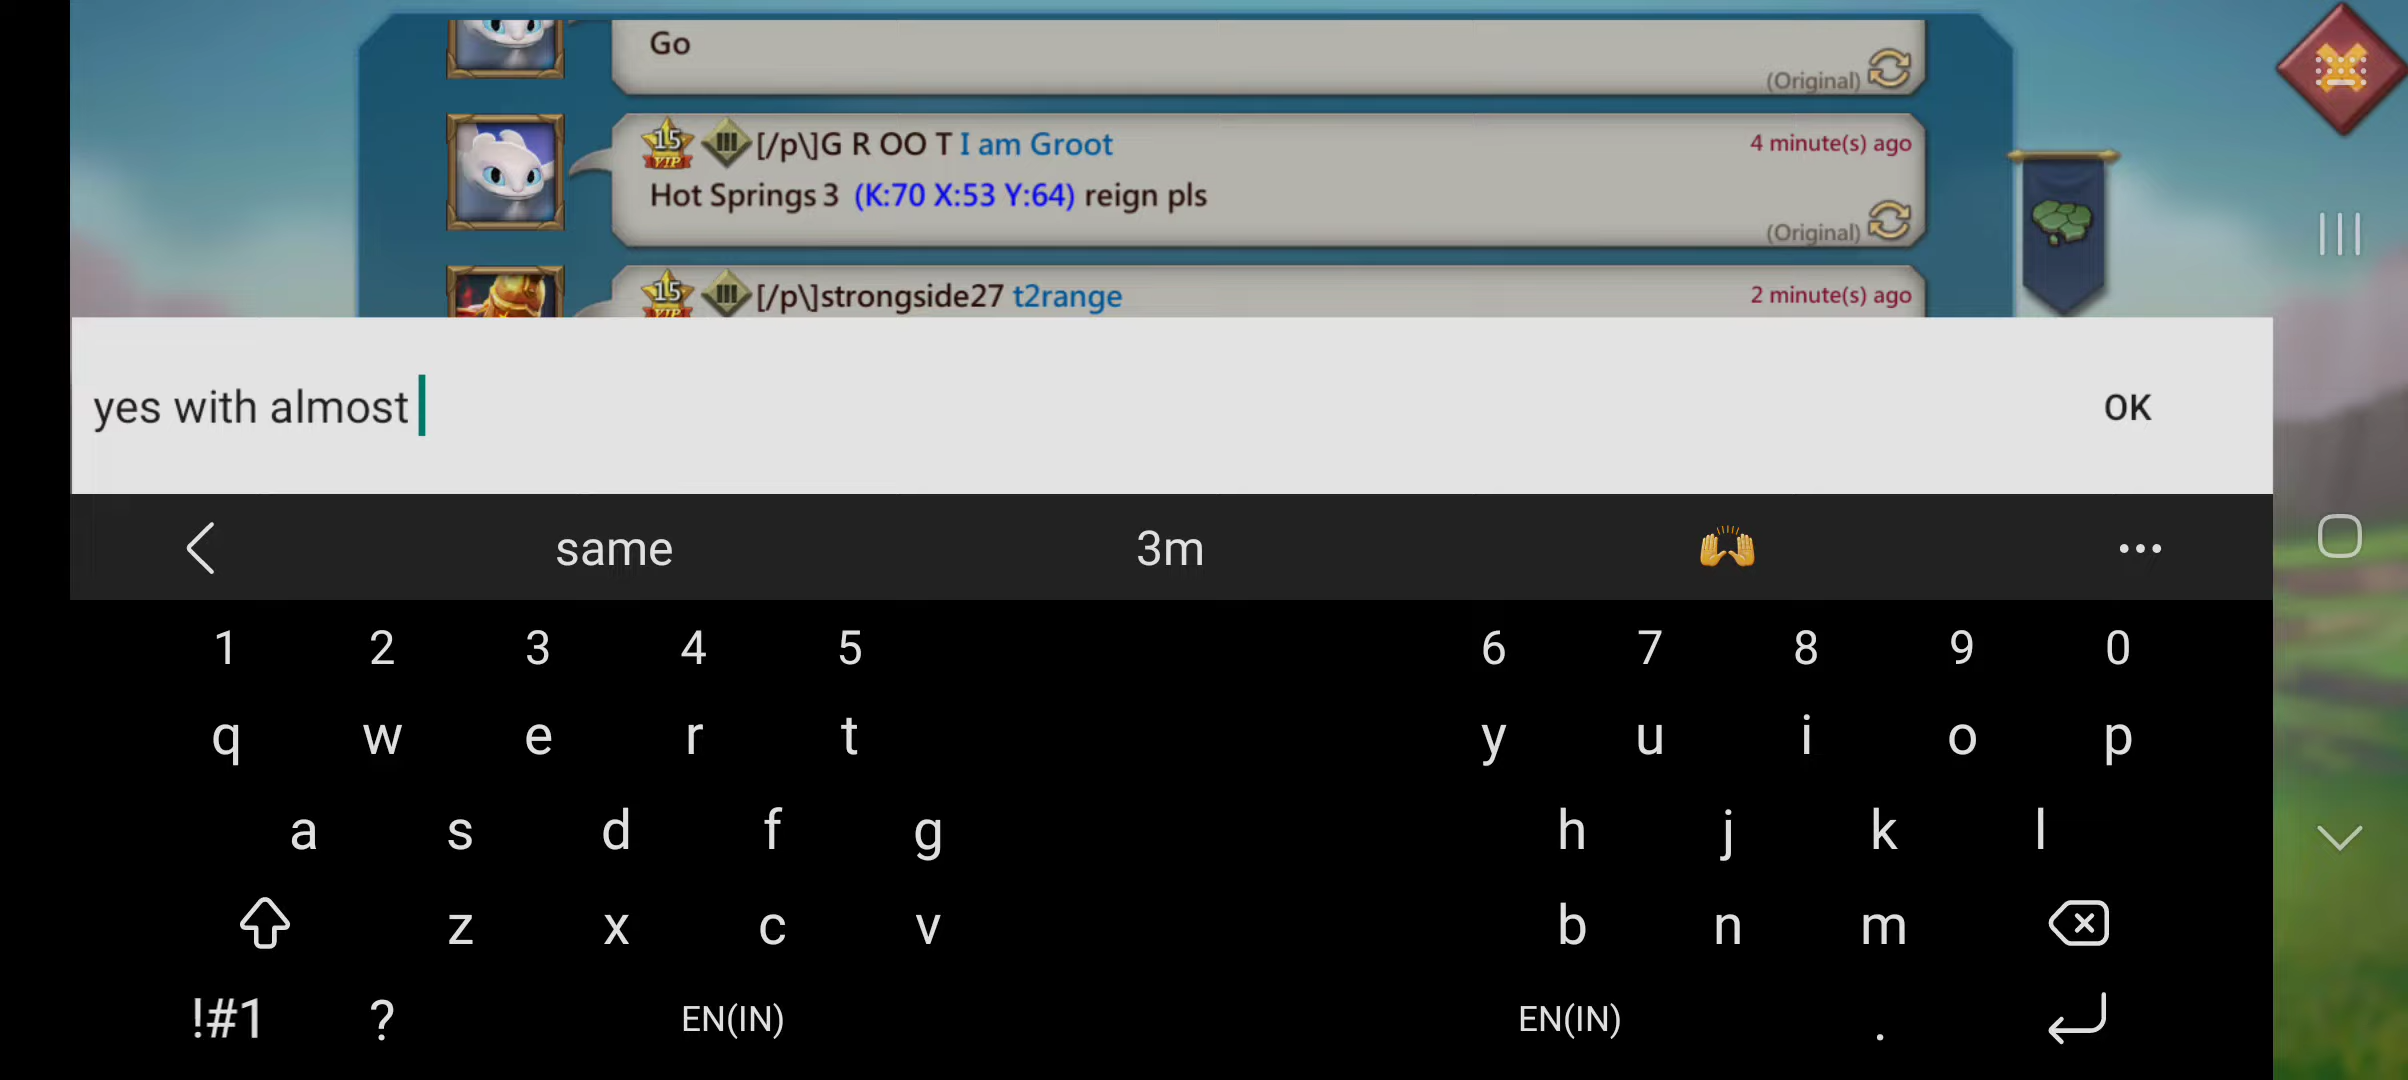 Go
(Original)
15 VIP III [/p\]G R OO T I am Groot 4 minute(s) ago
Hot Springs 3 (K:70 X:53 Y:64) reign pls
(Original)
15 VIP III [/p\]strongside27 t2range 2 minute(s) ago
yes with almost OK
same 3m 🙌 ...
1 2 3 4 5 6 7 8 9 0
q w e r t y u i o p
a s d f g h j k l
z x c v b n m
!#1 ? EN(IN) EN(IN) .